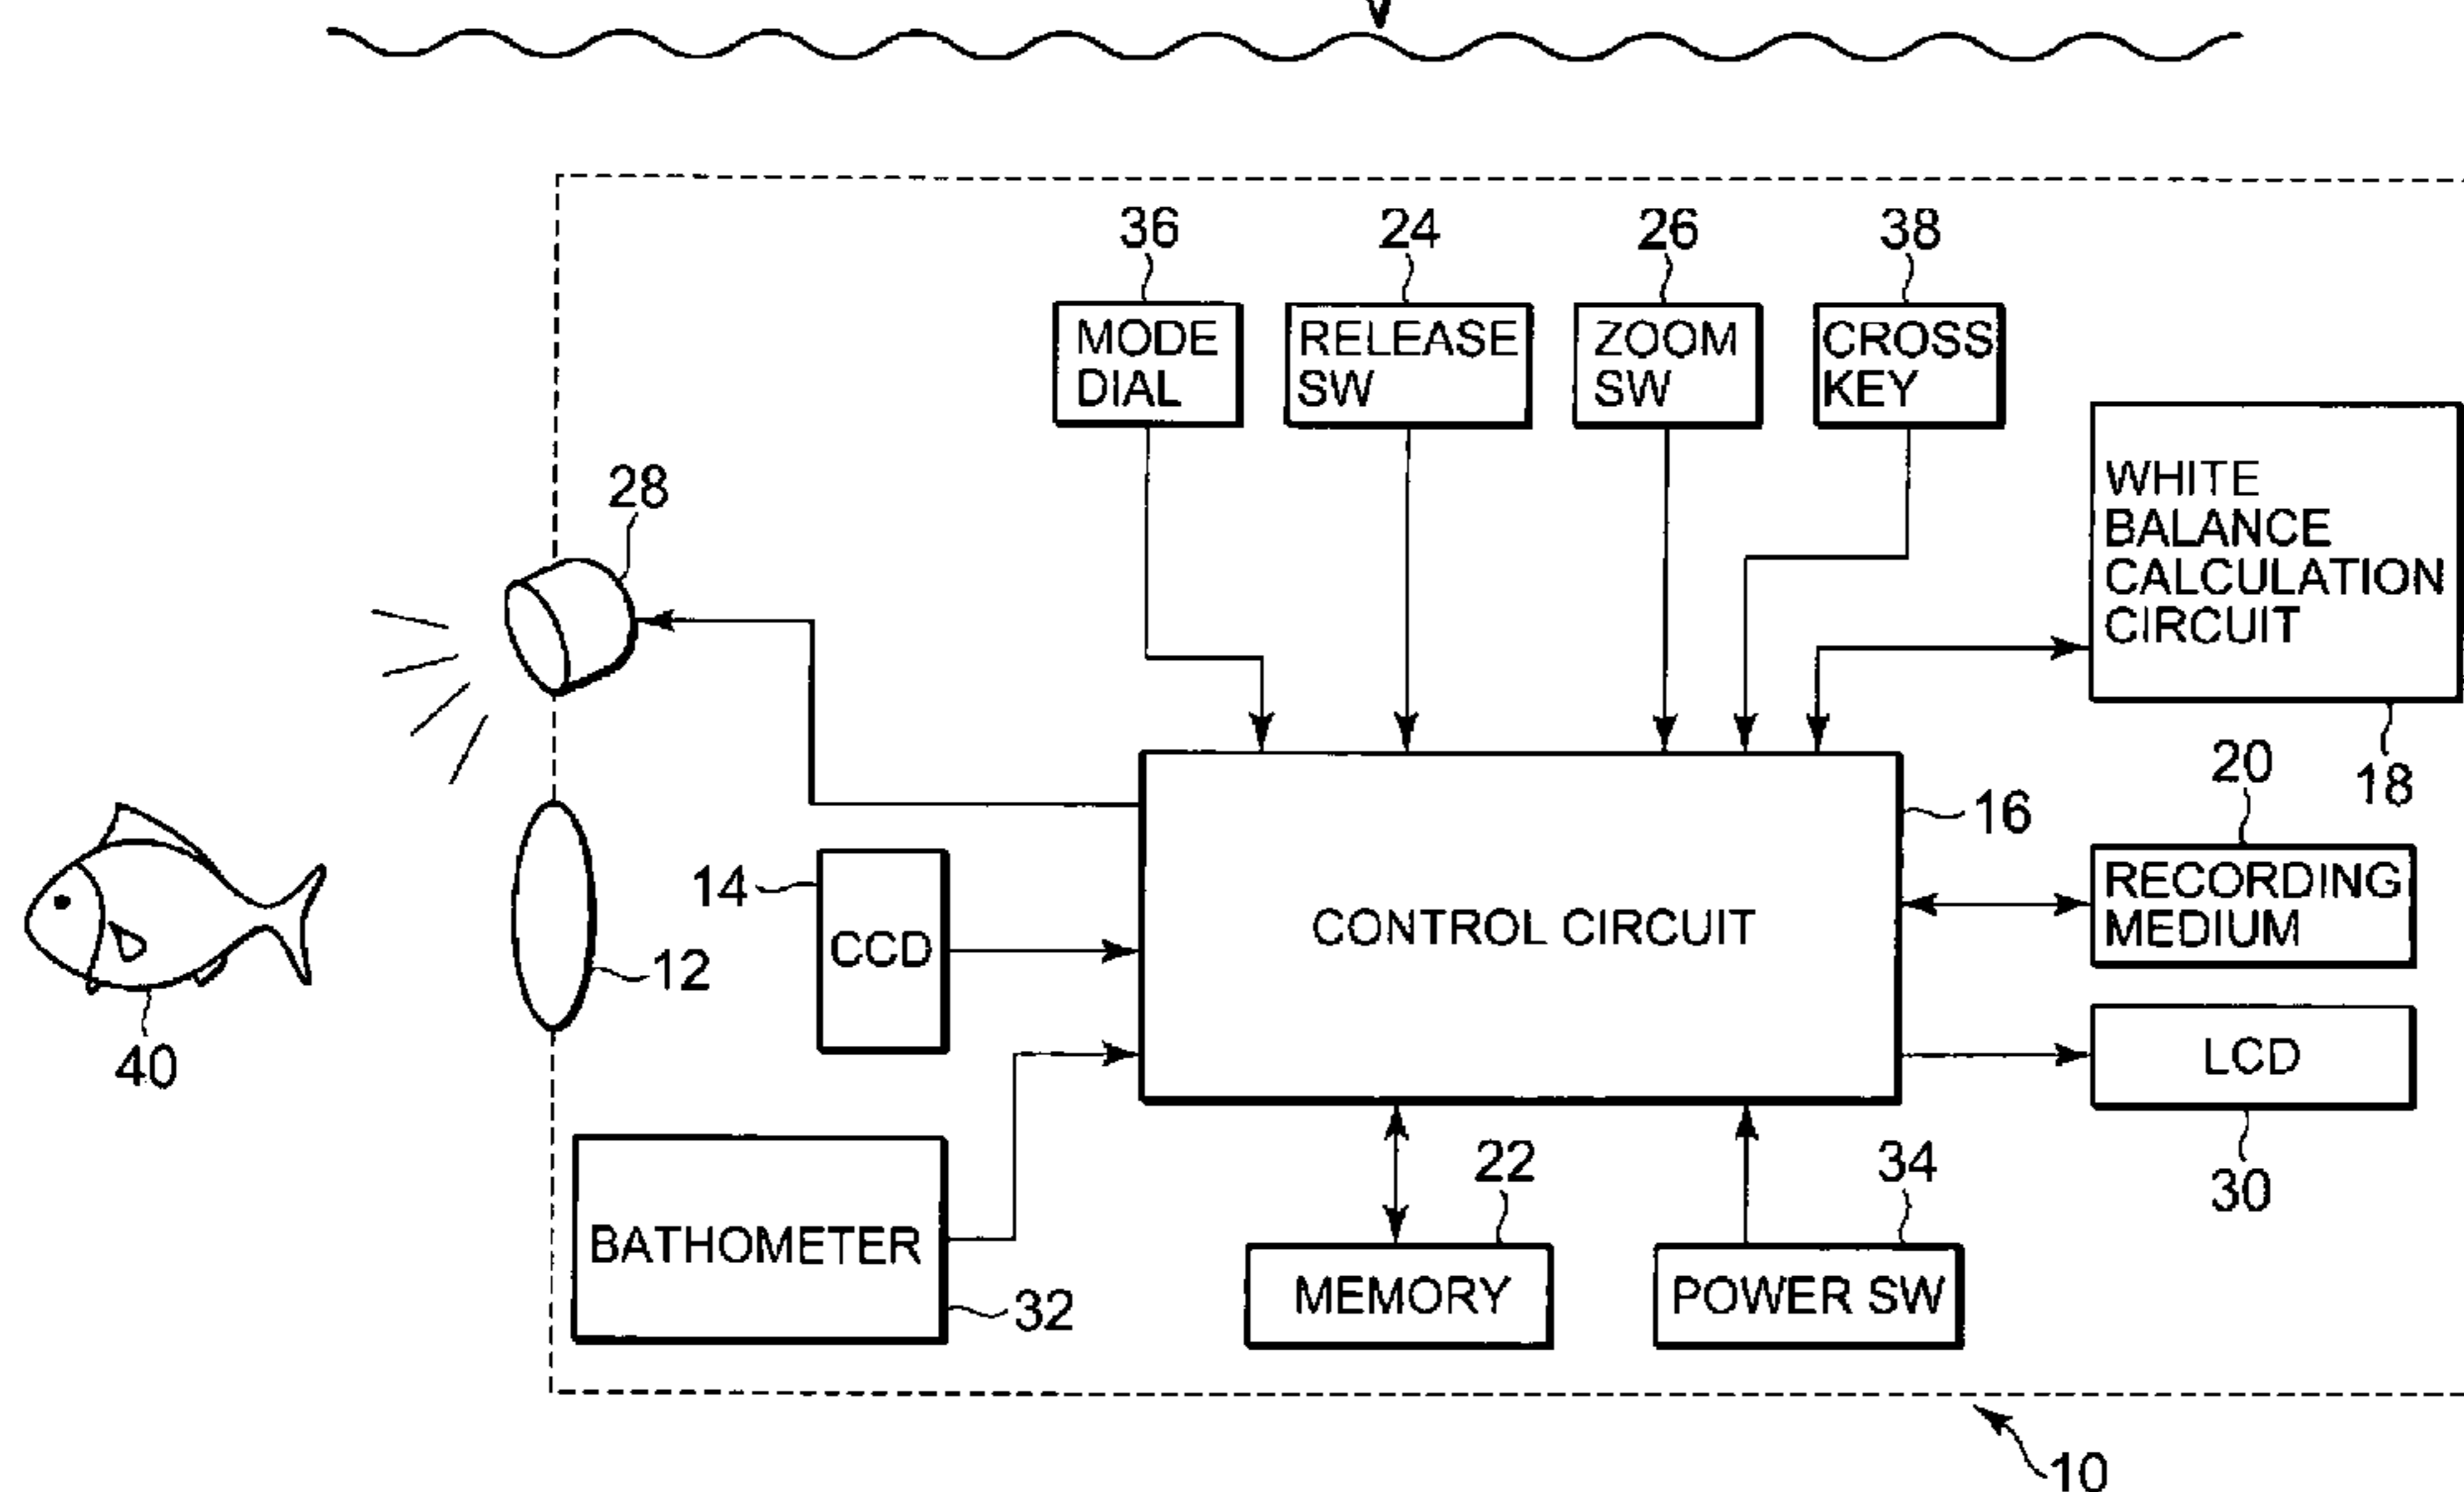 36
24
26
38
MODE
DIAL
RELEASE
SW
ZOOM
SW
CROSS
KEY
WHITE
BALANCE
CALCULATION
CIRCUIT
18
28
16
20
RECORDING
MEDIUM
14
CCD
CONTROL CIRCUIT
12
40
LCD
30
BATHOMETER
32
22
MEMORY
34
POWER SW
10